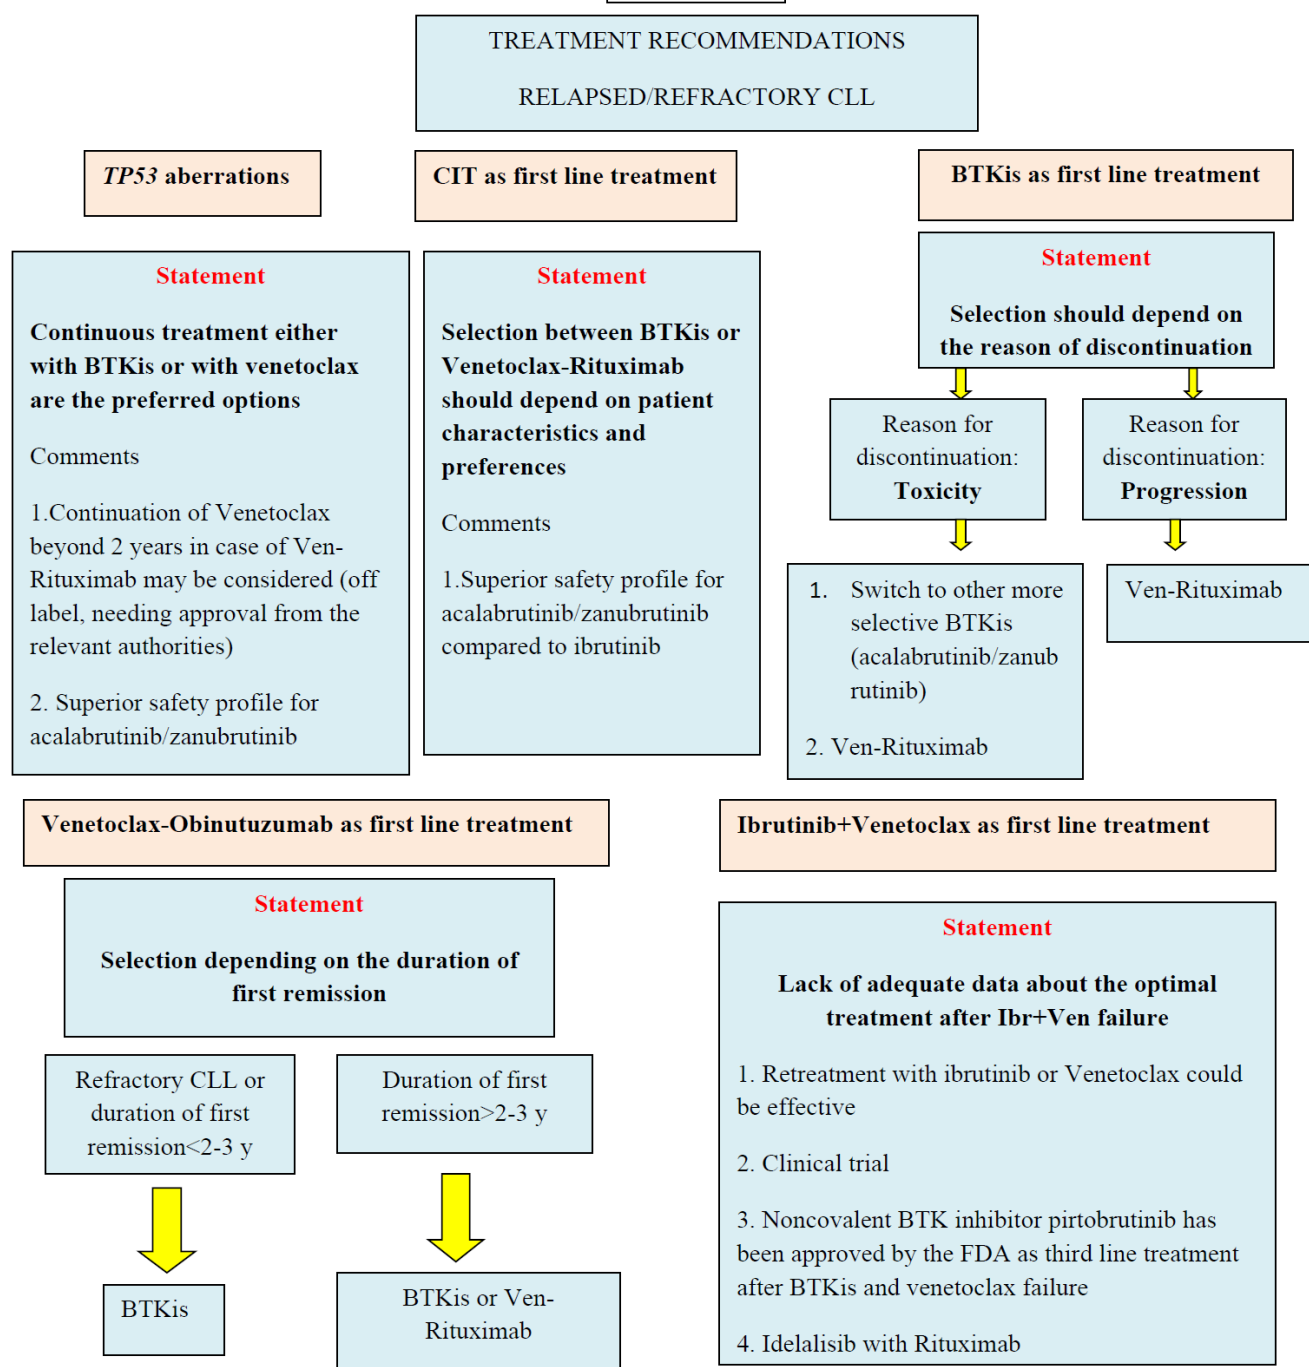 TREATMENT RECOMMENDATIONS
RELAPSED/REFRACTORY CLL
TP53 aberrations
CIT as first line treatment
BTKis as first line treatment
Statement
Continuous treatment either
with BTKis or with venetoclax
are the preferred options
Comments
1.Continuation of Venetoclax
beyond 2 years in case of Ven-
Rituximab may be considered (off
label, needing approval from the
relevant authorities)
2. Superior safety profile for
acalabrutinib/zanubrutinib
Statement
Selection between BTKis or
Venetoclax-Rituximab
should depend on patient
characteristics and
preferences
Comments
1.Superior safety profile for
acalabrutinib/zanubrutinib
compared to ibrutinib
Statement
Selection should depend on
the reason of discontinuation
Reason for
discontinuation:
Toxicity
Reason for
discontinuation:
Progression
1. Switch to other more
selective BTKis
(acalabrutinib/zanub
rutinib)
2. Ven-Rituximab
Ven-Rituximab
Venetoclax-Obinutuzumab as first line treatment
Statement
Selection depending on the duration of
first remission
Refractory CLL or
duration of first
remission<2-3 y
Duration of first
remission>2-3 y
BTKis
BTKis or Ven-
Rituximab
Ibrutinib+Venetoclax as first line treatment
Statement
Lack of adequate data about the optimal
treatment after Ibr+Ven failure
1. Retreatment with ibrutinib or Venetoclax could
be effective
2. Clinical trial
3. Noncovalent BTK inhibitor pirtobrutinib has
been approved by the FDA as third line treatment
after BTKis and venetoclax failure
4. Idelalisib with Rituximab